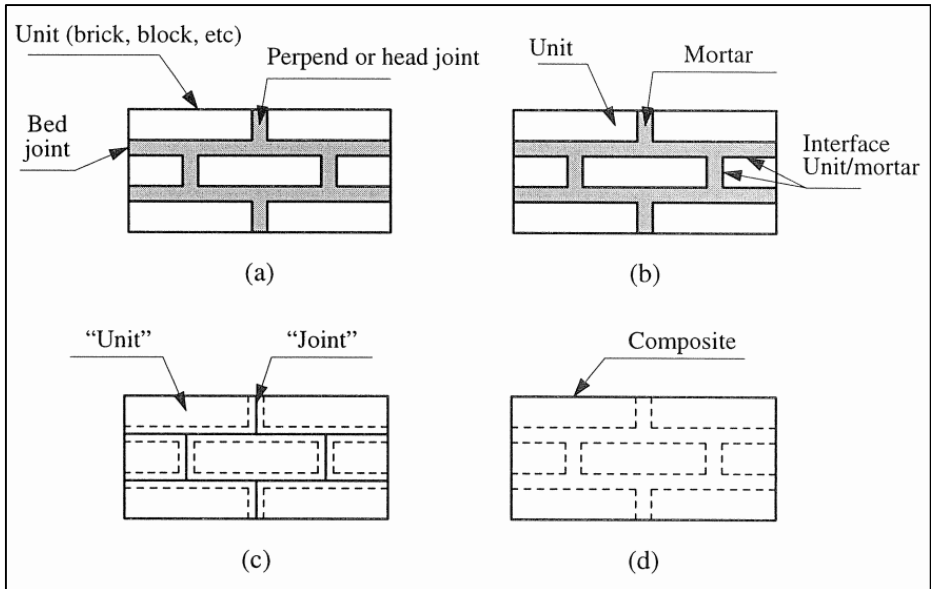 Unit (brick, block, etc)
Perpend or head joint
Bed
joint
(a)
Unit
Mortar
Interface
Unit/mortar
(b)
“Unit”
“Joint”
(c)
Composite
(d)